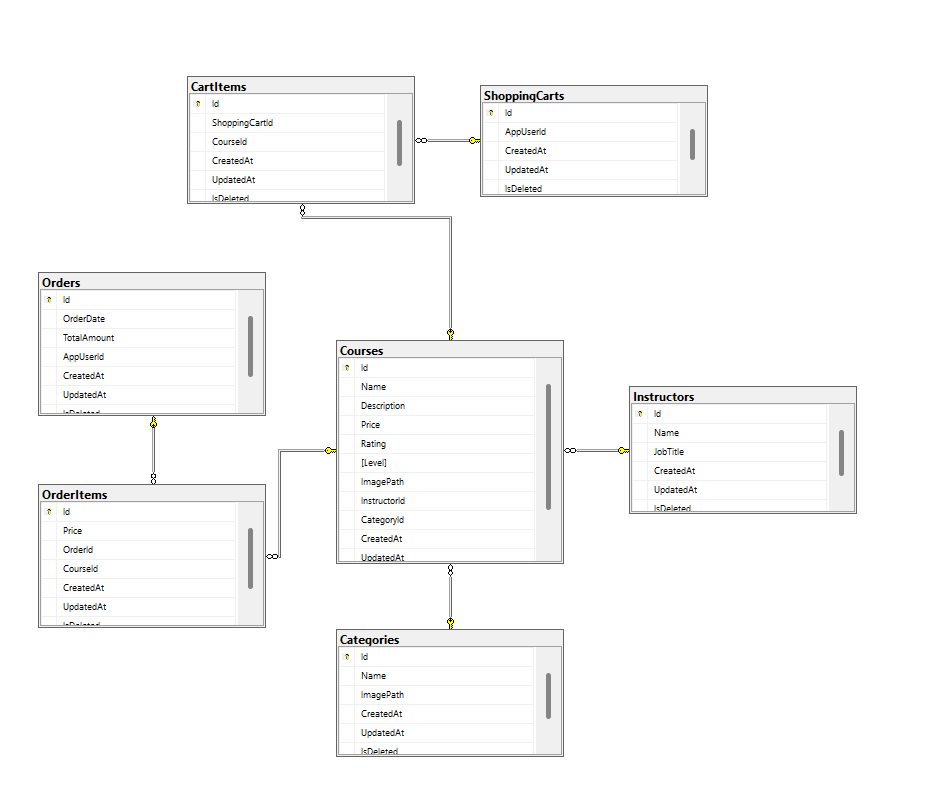 CartItems
Id
ShoppingCartId
CourseId
CreatedAt
UpdatedAt
IsDeleted
ShoppingCarts
Id
AppUserId
CreatedAt
UpdatedAt
IsDeleted
Orders
Id
OrderDate
TotalAmount
AppUserId
CreatedAt
UpdatedAt
IsDeleted
Courses
Id
Name
Description
Price
Rating
[Level]
ImagePath
InstructorId
CategoryId
CreatedAt
UpdatedAt
Instructors
Id
Name
JobTitle
CreatedAt
UpdatedAt
IsDeleted
OrderItems
Id
Price
OrderId
CourseId
CreatedAt
UpdatedAt
IsDeleted
Categories
Id
Name
ImagePath
CreatedAt
UpdatedAt
IsDeleted